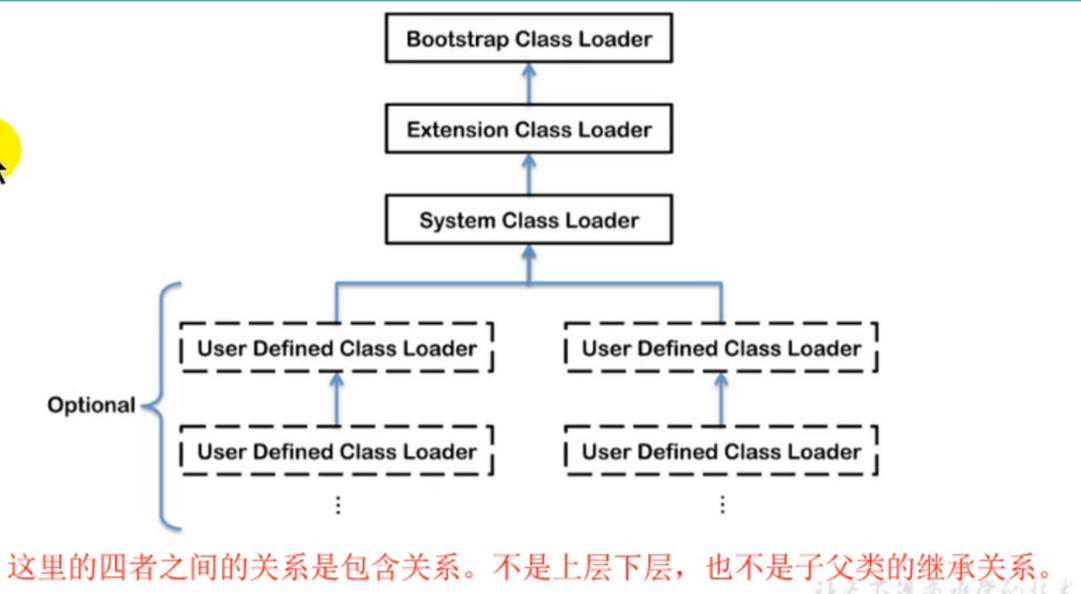 Bootstrap Class Loader
Extension Class Loader
System Class Loader
User Defined Class Loader
User Defined Class Loader
Optional
User Defined Class Loader
User Defined Class Loader
⋮
⋮
这里的四者之间的关系是包含关系。不是上层下层，也不是子父类的继承关系。